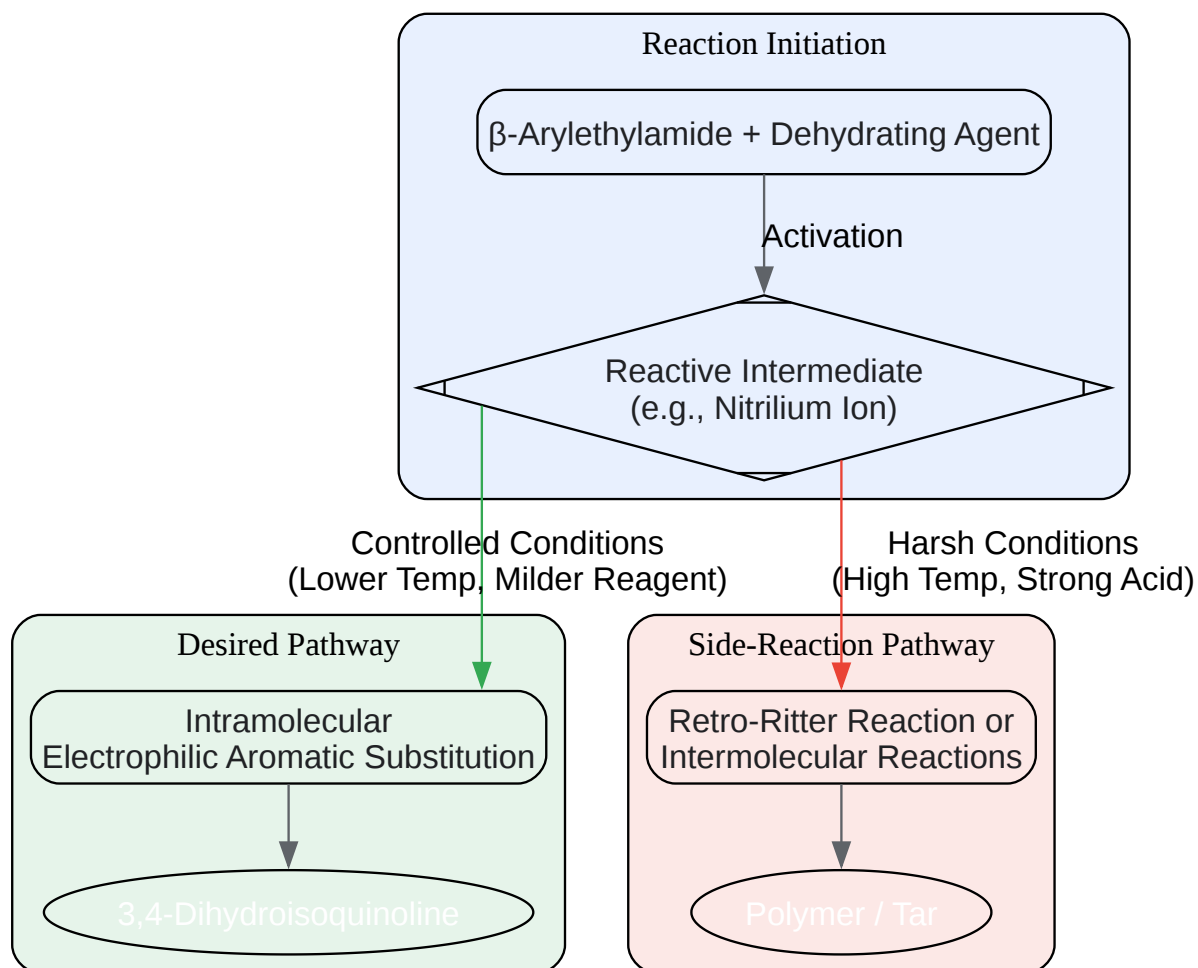 Reaction Initiation
β-Arylethylamide + Dehydrating Agent
Activation
Reactive Intermediate
(e.g., Nitrilium Ion)
Controlled Conditions
(Lower Temp, Milder Reagent)
Harsh Conditions
(High Temp, Strong Acid)
Desired Pathway
Intramolecular
Electrophilic Aromatic Substitution
3,4-Dihydroisoquinoline
Side-Reaction Pathway
Retro-Ritter Reaction or
Intermolecular Reactions
Polymer / Tar